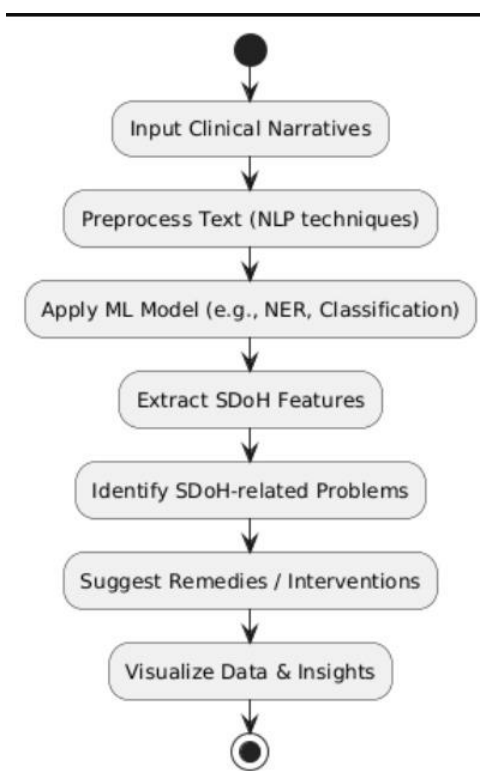 Input Clinical Narratives
Preprocess Text (NLP techniques)
Apply ML Model (e.g., NER, Classification)
Extract SDoH Features
Identify SDoH-related Problems
Suggest Remedies / Interventions
Visualize Data & Insights